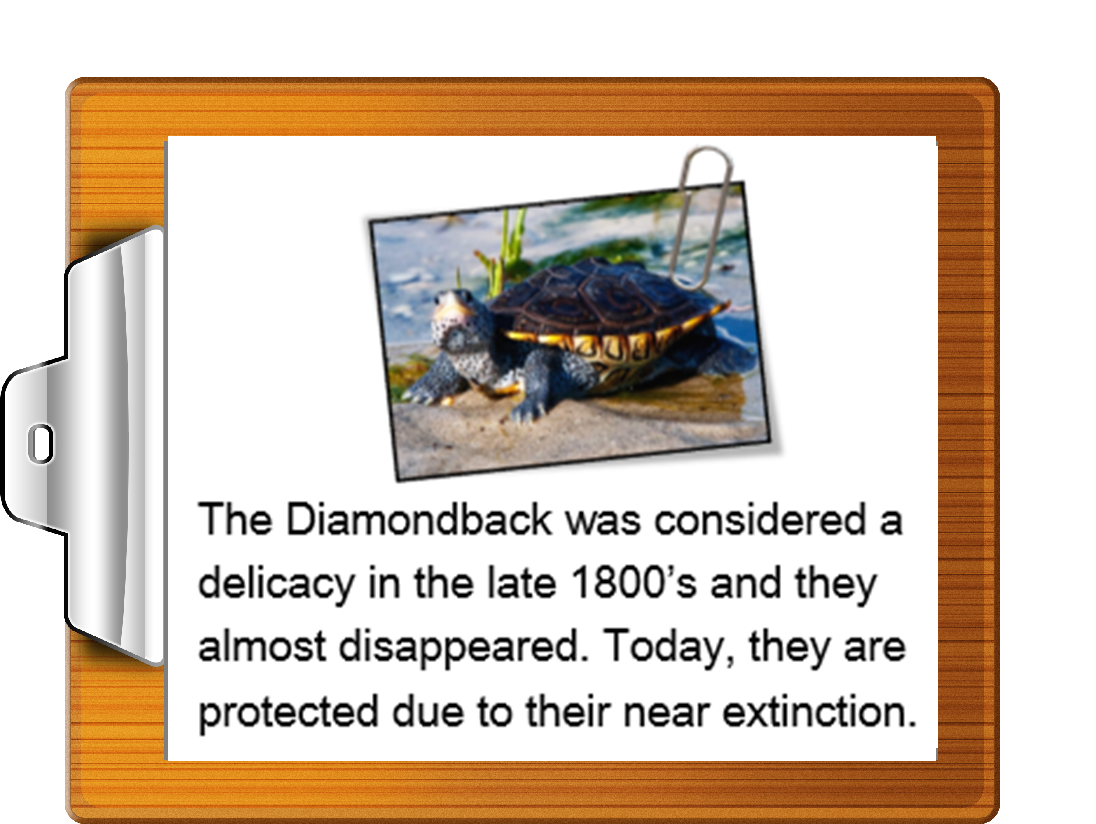 The Diamondback was considered a
delicacy in the late 1800’s and they
almost disappeared. Today, they are
protected due to their near extinction.